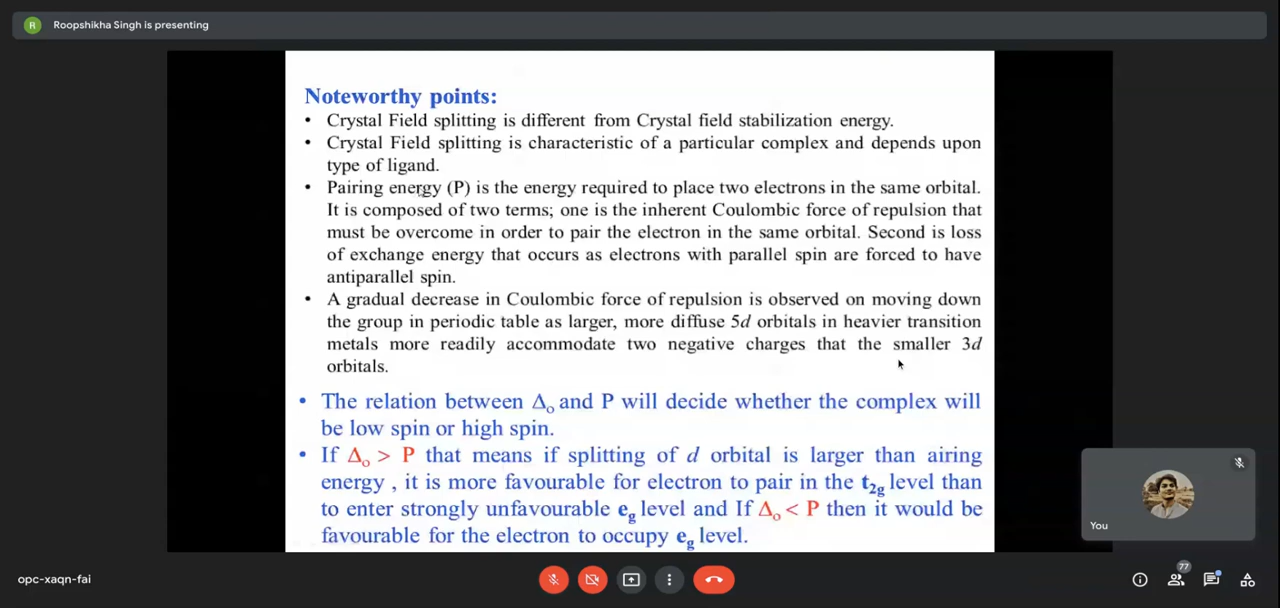 R
Roopshikha Singh is presenting
Noteworthy points:
• Crystal Field splitting is different from Crystal field stabilization energy.
• Crystal Field splitting is characteristic of a particular complex and depends upon
type of ligand.
• Pairing energy (P) is the energy required to place two electrons in the same orbital.
It is composed of two terms; one is the inherent Coulombic force of repulsion that
must be overcome in order to pair the electron in the same orbital. Second is loss
of exchange energy that occurs as electrons with parallel spin are forced to have
antiparallel spin.
• A gradual decrease in Coulombic force of repulsion is observed on moving down
the group in periodic table as larger, more diffuse 5d orbitals in heavier transition
metals more readily accommodate two negative charges that the smaller 3d
orbitals.
• The relation between Δₒ and P will decide whether the complex will
be low spin or high spin.
• If Δₒ > P that means if splitting of d orbital is larger than airing
energy , it is more favourable for electron to pair in the t₂g level than
to enter strongly unfavourable eg level and If Δₒ < P then it would be
favourable for the electron to occupy eg level.
You
opc-xaqn-fai
77